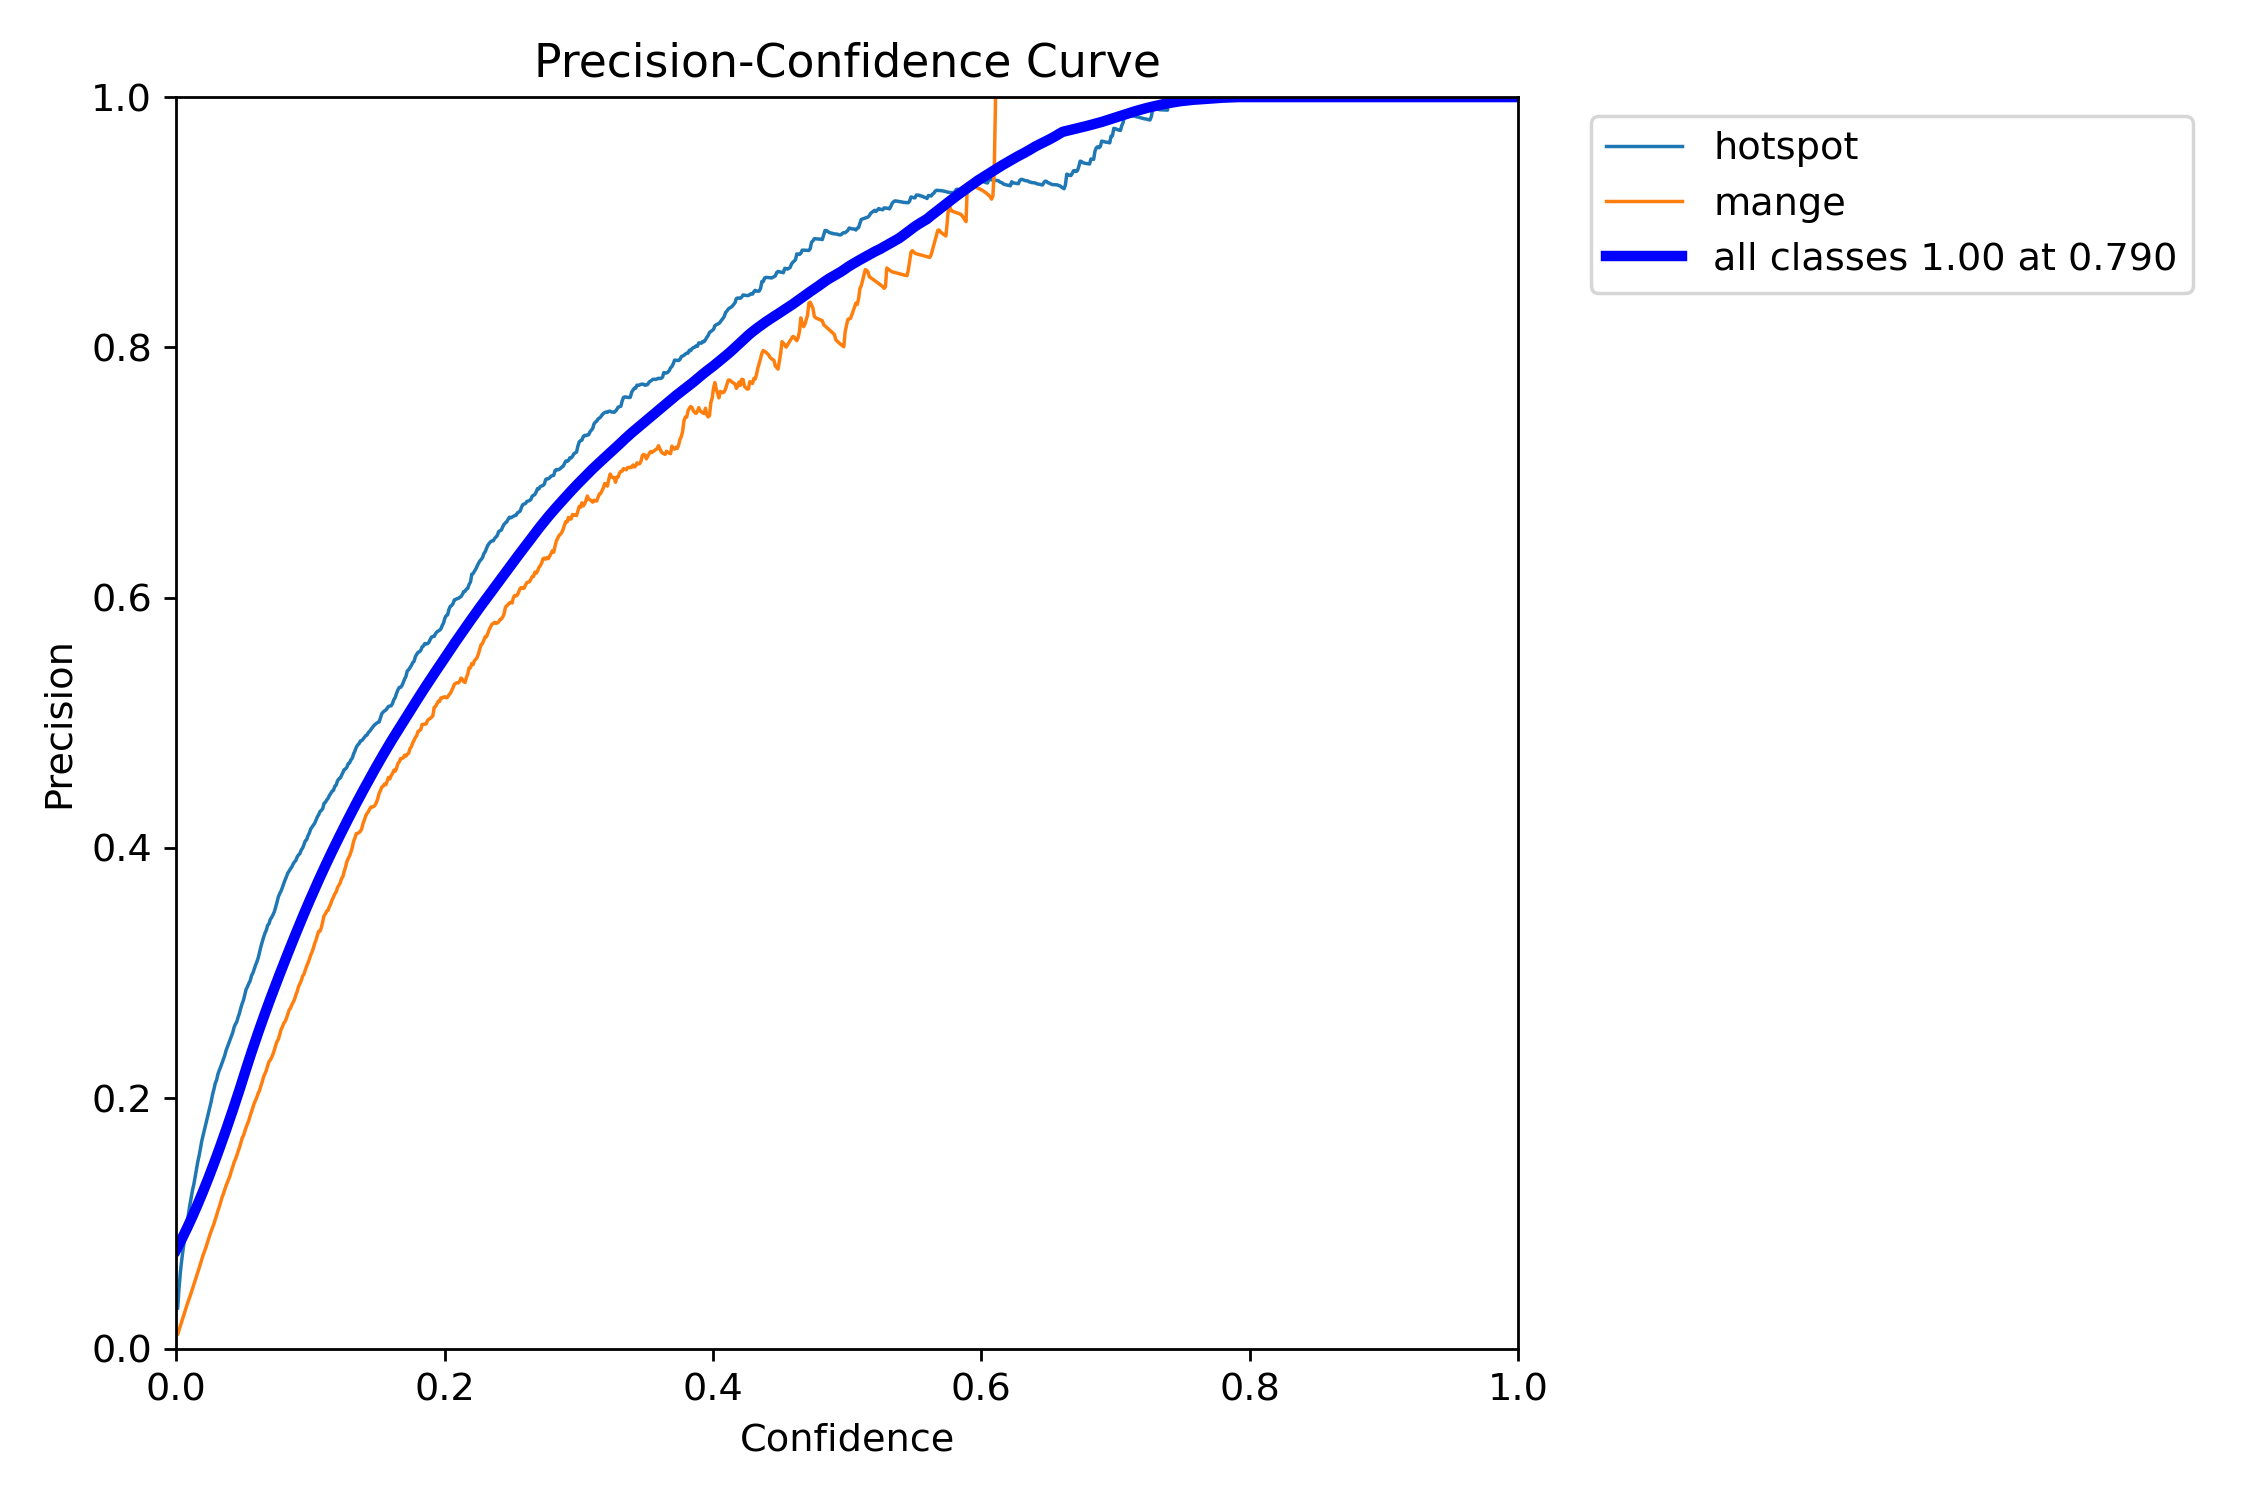 Precision-Confidence Curve
1.0
0.8
0.6
0.4
0.2
0.0
Precision
0.0 0.2 0.4 0.6 0.8 1.0
Confidence
hotspot
mange
all classes 1.00 at 0.790